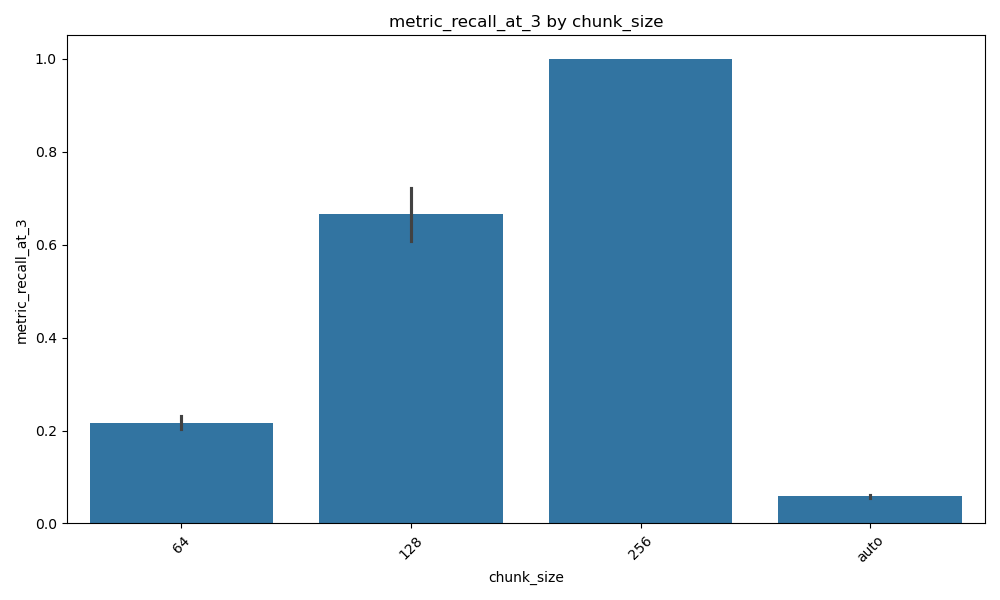 metric_recall_at_3 by chunk_size
1.0
0.8
0.6
0.4
0.2
0.0
metric_recall_at_3
64
128
256
auto
chunk_size